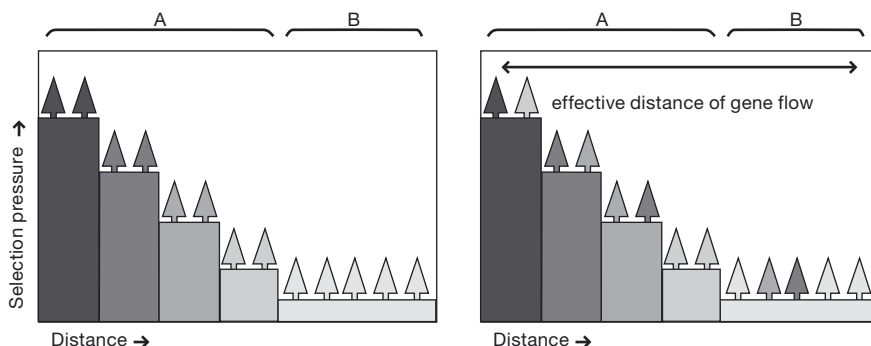 A
B
A
B
effective distance of gene flow
Selection pressure →
Distance →
Distance →